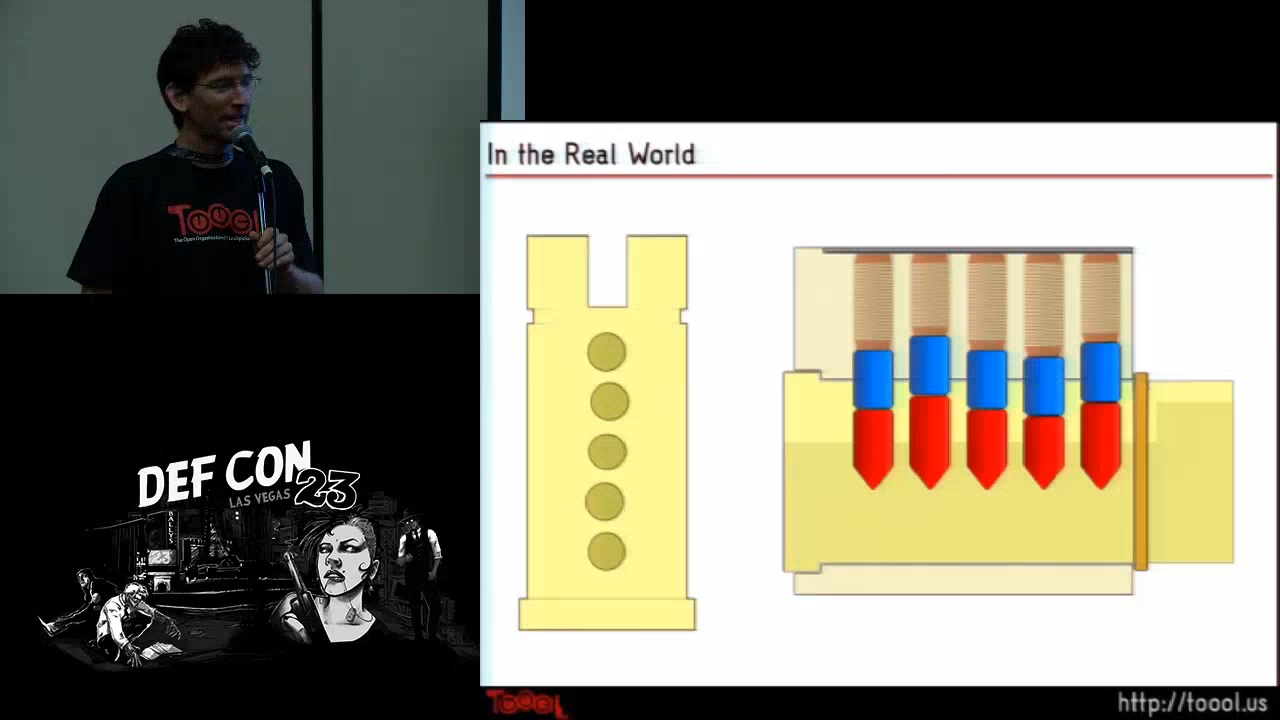 In the Real World
TOOOL
The Open Organisation Of Lockpickers
DEF CON
LAS VEGAS 23
BALLYS
TOOOL
http://toool.us